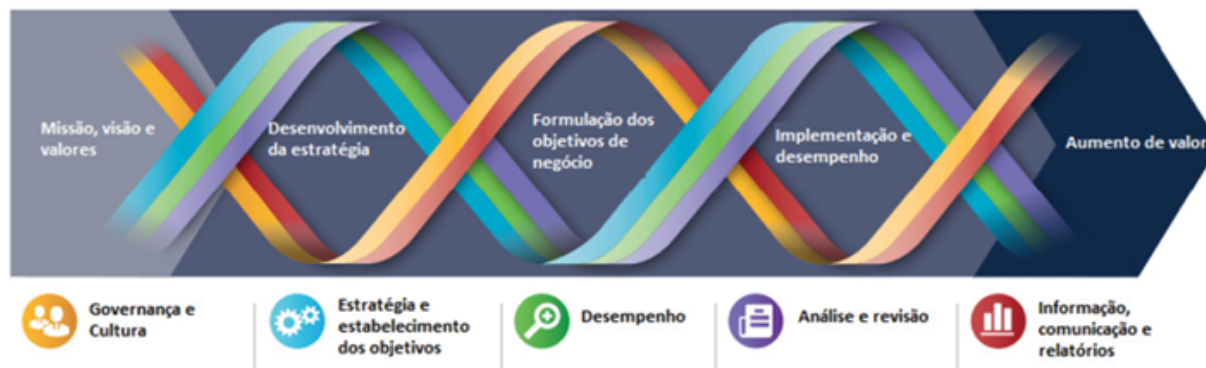 Missão, visão e
valores
Desenvolvimento
da estratégia
Formulação dos
objetivos de
negócio
Implementação e
desempenho
Aumento de valor
Governança e
Cultura
Estratégia e
estabelecimento
dos objetivos
Desempenho
Análise e revisão
Informação,
comunicação e
relatórios